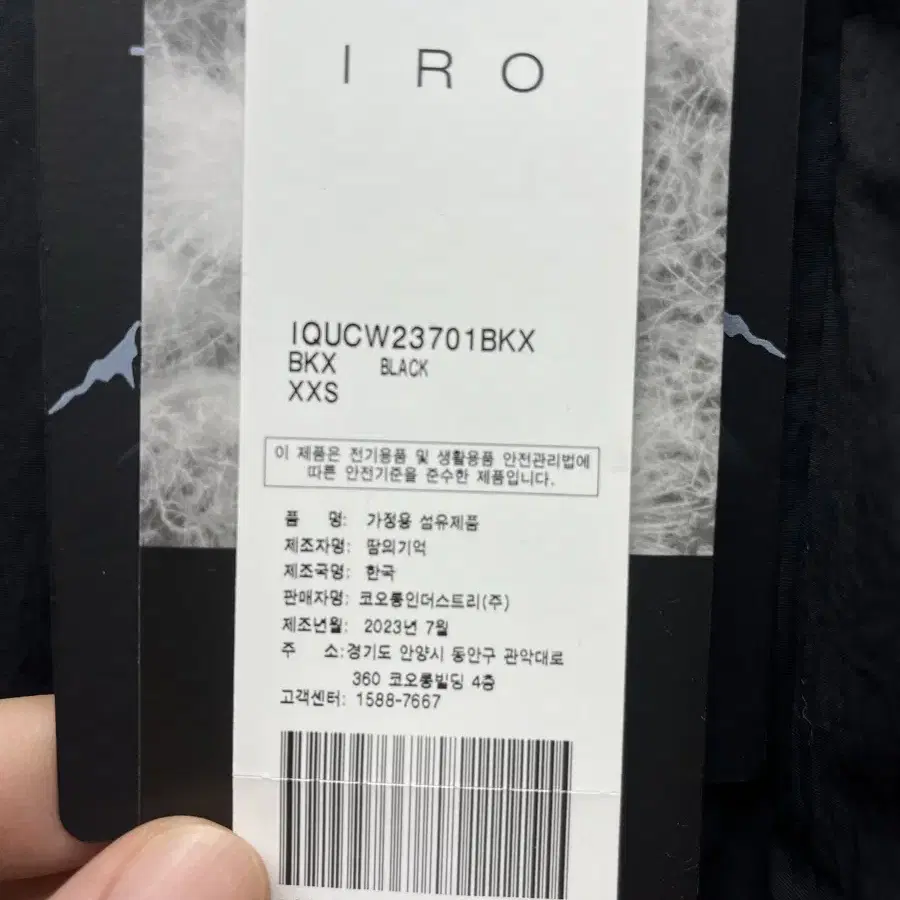 IRO
IQUCW23701BKX
BKX BLACK
XXS
이 제품은 전기용품 및 생활용품 안전관리법에
따른 안전기준을 준수한 제품입니다.
품 명: 가정용 섬유제품
제조자명: 땀의기억
제조국명: 한국
판매자명: 코오롱인더스트리(주)
제조년월: 2023년 7월
주 소:경기도 안양시 동안구 관악대로
360 코오롱빌딩 4층
고객센터: 1588-7667